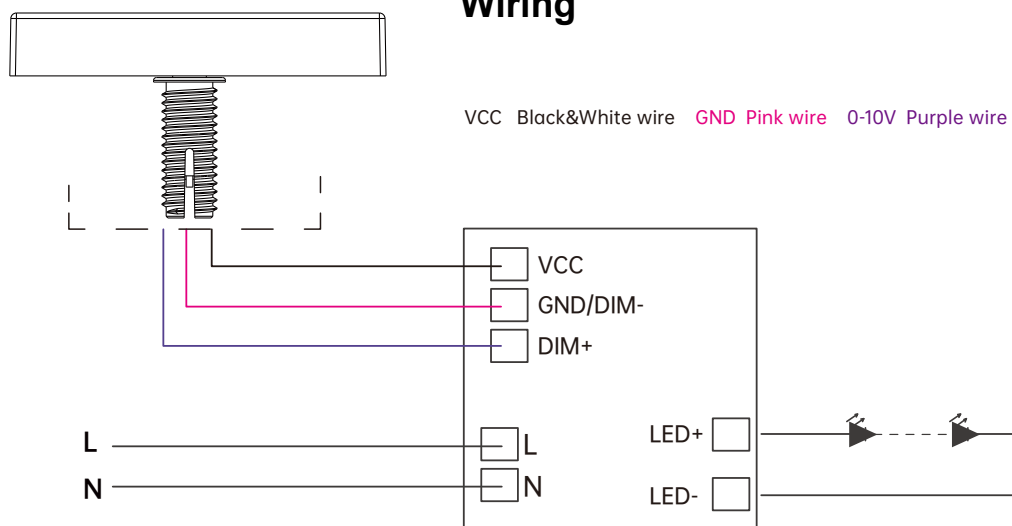 Wiring
VCC Black&White wire GND Pink wire 0-10V Purple wire
VCC
GND/DIM-
DIM+
L
L
LED+
N
N
LED-